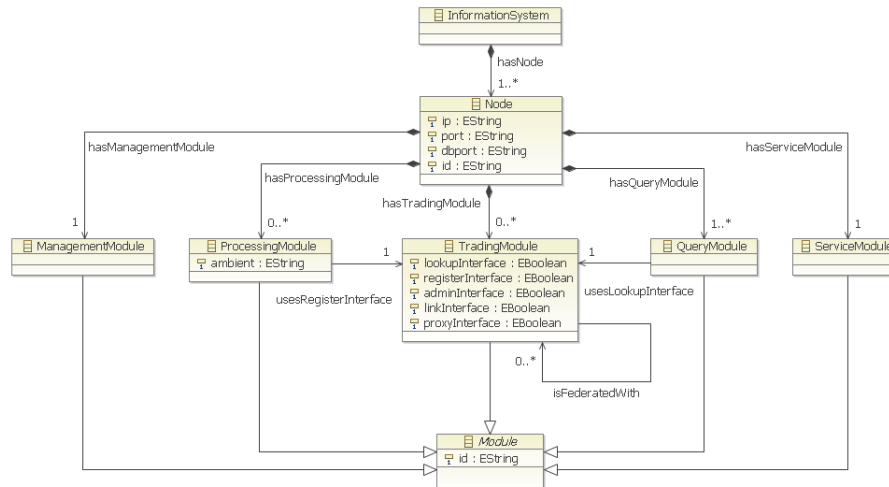 InformationSystem
hasNode
1..*
Node
ip : EString
port : EString
dbport : EString
id : EString
hasManagementModule
hasServiceModule
hasProcessingModule
hasQueryModule
hasTradingModule
1
0..*
0..*
1..*
1
ManagementModule
ProcessingModule
ambient : EString
TradingModule
lookupInterface : EBoolean
registerInterface : EBoolean
adminInterface : EBoolean
linkInterface : EBoolean
proxyInterface : EBoolean
QueryModule
ServiceModule
1
usesRegisterInterface
1
usesLookupInterface
0..*
isFederatedWith
Module
id : EString